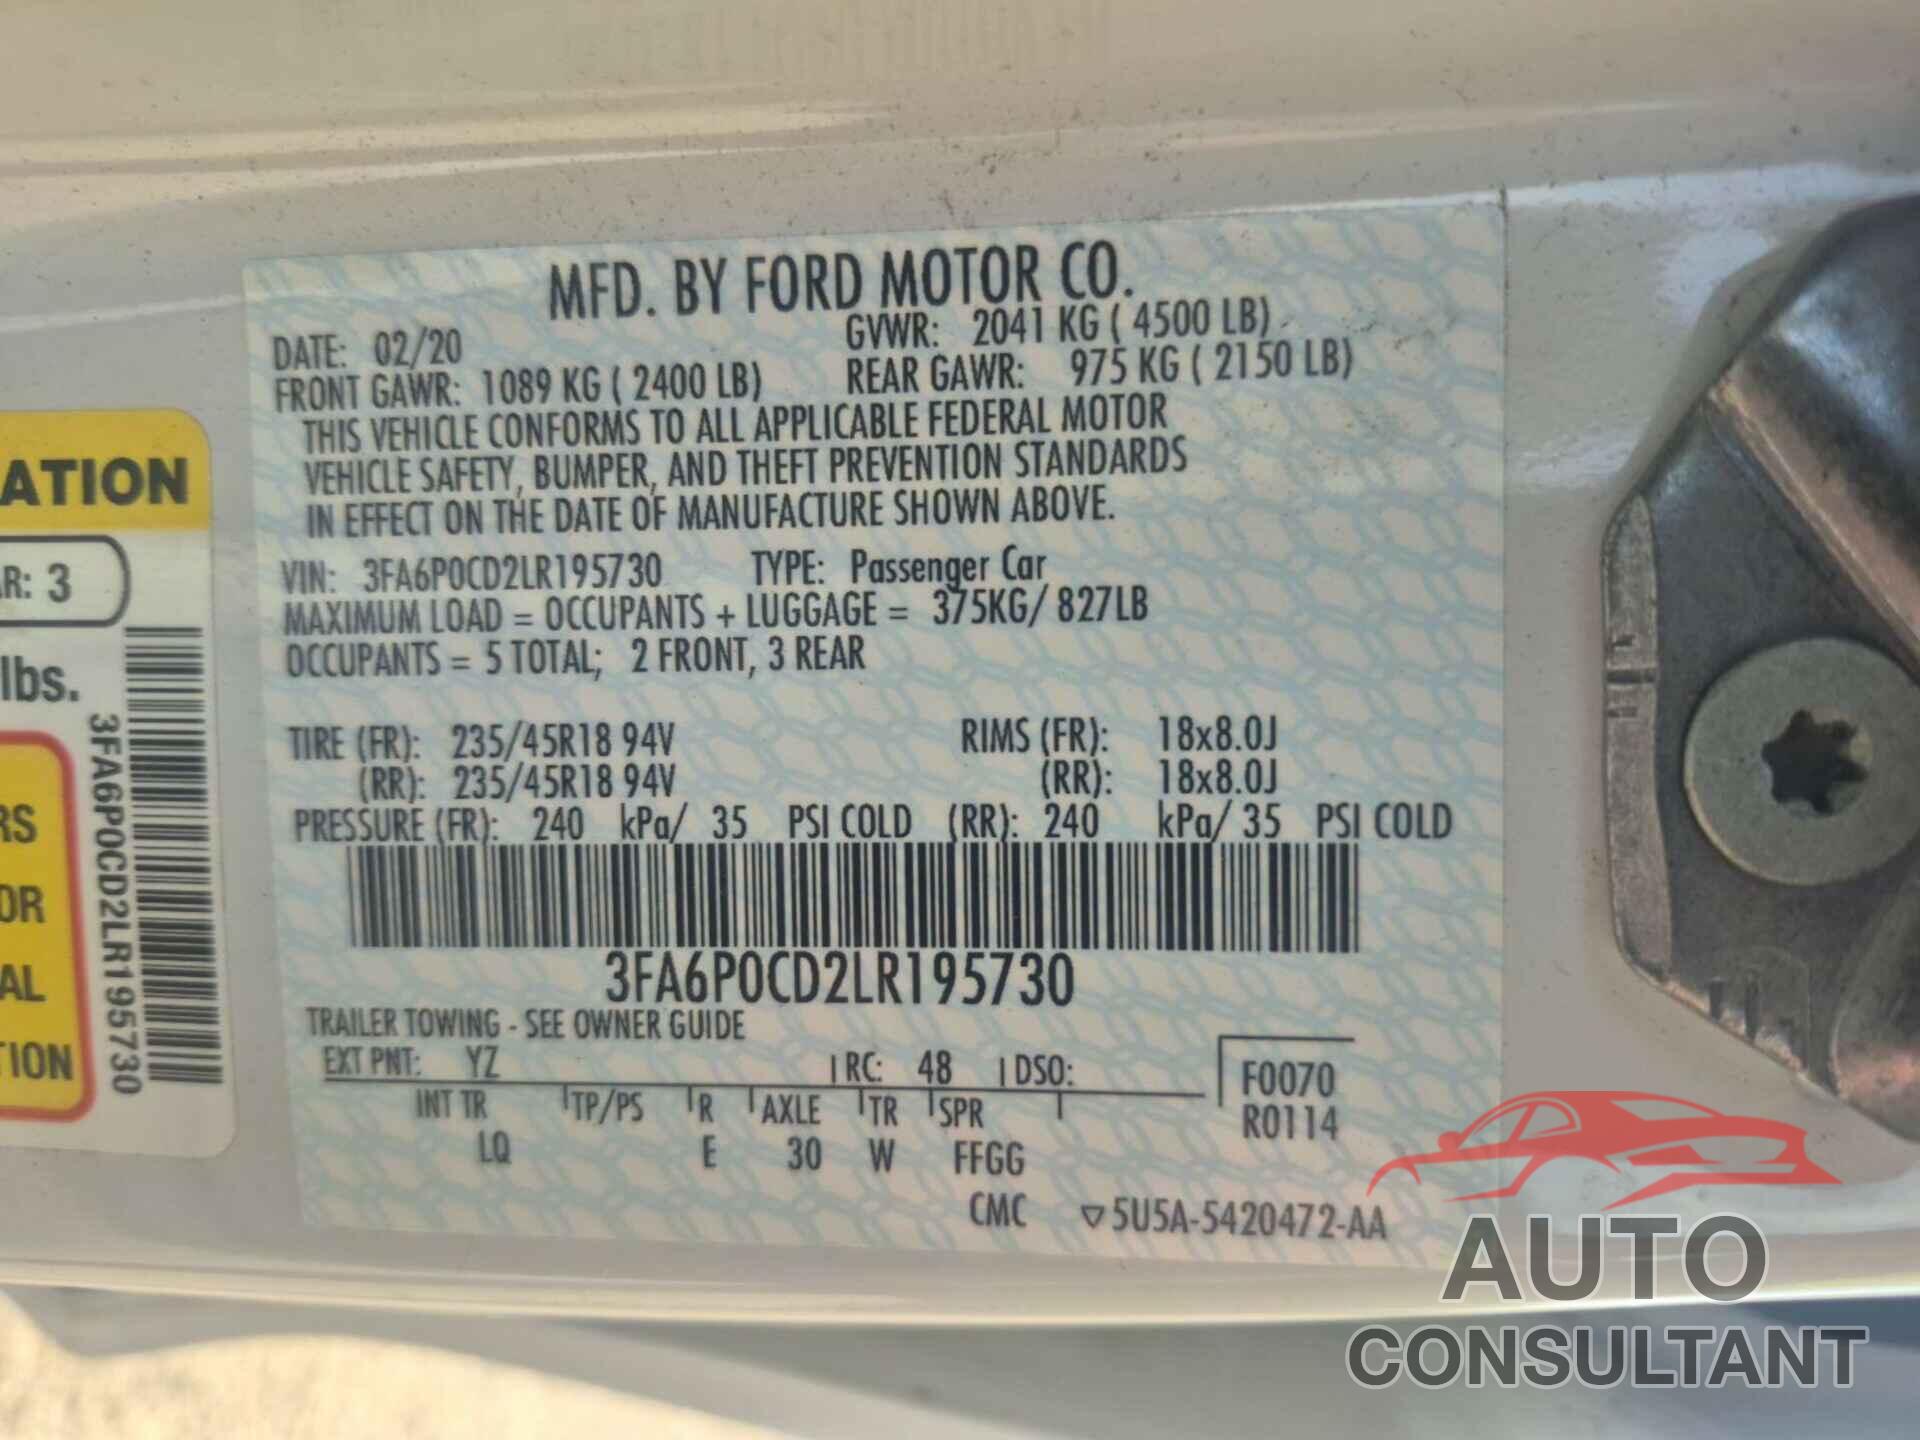 MFD. BY FORD MOTOR CO.
DATE: 02/20 GVWR: 2041 KG ( 4500 LB)
FRONT GAWR: 1089 KG ( 2400 LB) REAR GAWR: 975 KG ( 2150 LB)
THIS VEHICLE CONFORMS TO ALL APPLICABLE FEDERAL MOTOR
VEHICLE SAFETY, BUMPER, AND THEFT PREVENTION STANDARDS
IN EFFECT ON THE DATE OF MANUFACTURE SHOWN ABOVE.
VIN: 3FA6P0CD2LR195730 TYPE: Passenger Car
MAXIMUM LOAD = OCCUPANTS + LUGGAGE = 375KG/ 827LB
OCCUPANTS = 5 TOTAL; 2 FRONT, 3 REAR
TIRE (FR): 235/45R18 94V RIMS (FR): 18x8.0J
(RR): 235/45R18 94V (RR): 18x8.0J
PRESSURE (FR): 240 kPa/ 35 PSI COLD (RR): 240 kPa/ 35 PSI COLD
3FA6P0CD2LR195730
TRAILER TOWING - SEE OWNER GUIDE
EXT PNT: YZ RC: 48 DSO: F0070
INT TR TP/PS R AXLE TR SPR R0114
LQ E 30 W FFGG
CMC ▽5U5A-5420472-AA
ATION
R: 3
lbs.
3FA6P0CD2LR195730
RS
OR
AL
TION
AUTO
CONSULTANT